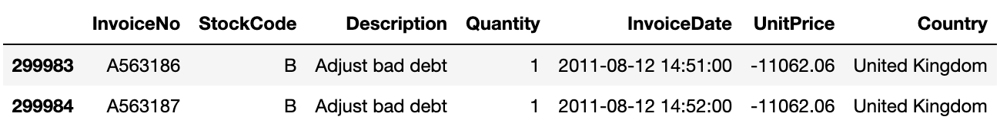 InvoiceNo StockCode Description Quantity InvoiceDate UnitPrice Country
299983 A563186 B Adjust bad debt 1 2011-08-12 14:51:00 -11062.06 United Kingdom
299984 A563187 B Adjust bad debt 1 2011-08-12 14:52:00 -11062.06 United Kingdom